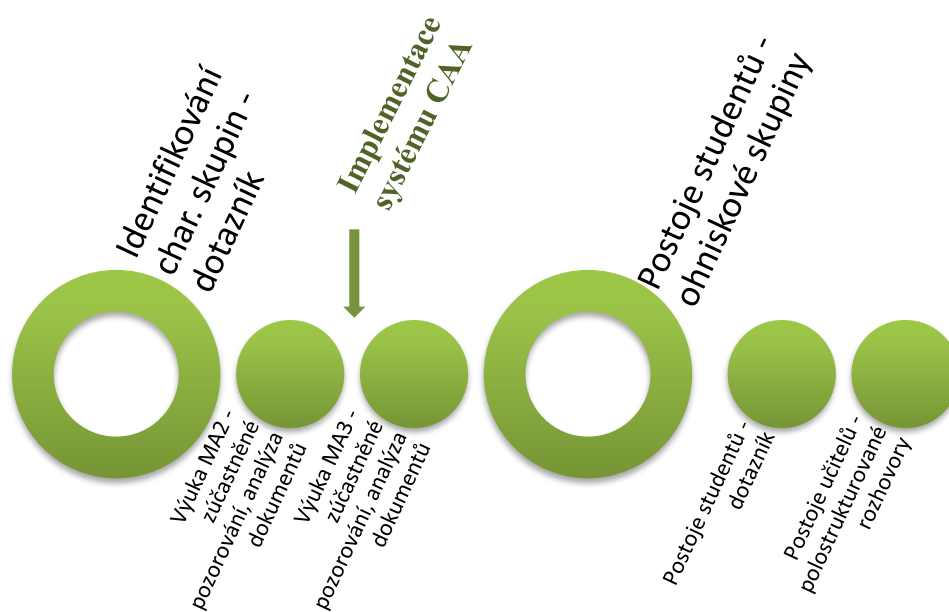 Identifikování
char. skupin -
dotazník
Implementace
systému CAA
Postoje studentů -
ohniskové skupiny
Výuka MA2 -
zúčastněné
pozorování, analýza
dokumentů
Výuka MA3 -
zúčastněné
pozorování, analýza
dokumentů
Postoje studentů -
dotazník
Postoje učitelů -
polostrukturované
rozhovory